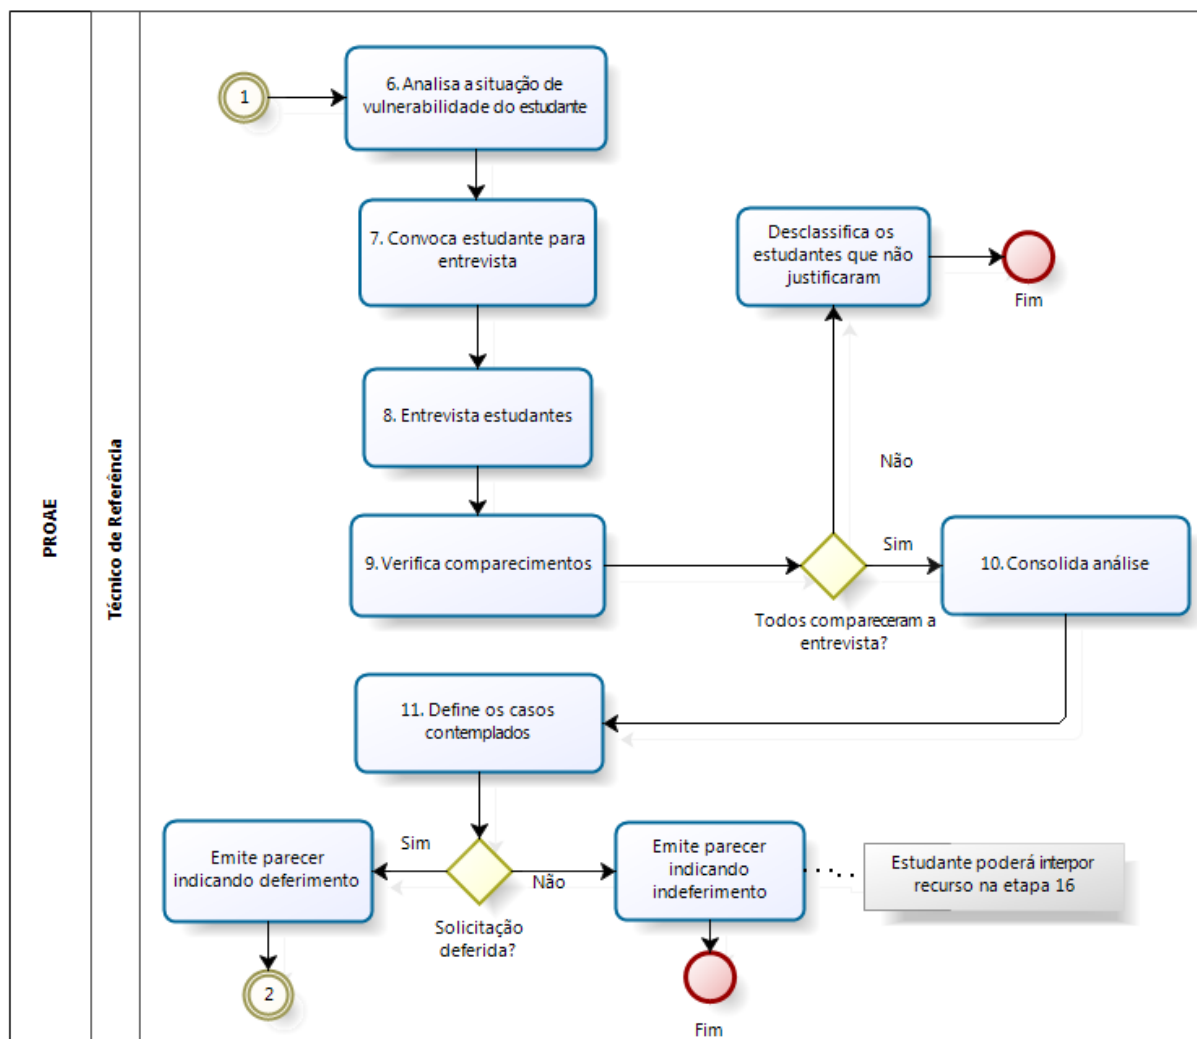 PROAE
Técnico de Referência
1
6. Analisa a situação de
vulnerabilidade do estudante
7. Convoca estudante para
entrevista
Desclassifica os
estudantes que não
justificaram
Fim
8. Entrevista estudantes
Não
9. Verifica comparecimentos
Sim
10. Consolida análise
Todos compareceram a
entrevista?
11. Define os casos
contemplados
Sim
Emite parecer
indicando deferimento
Não
Solicitação
deferida?
Emite parecer
indicando
indeferimento
Estudante poderá interpor
recurso na etapa 16
2
Fim